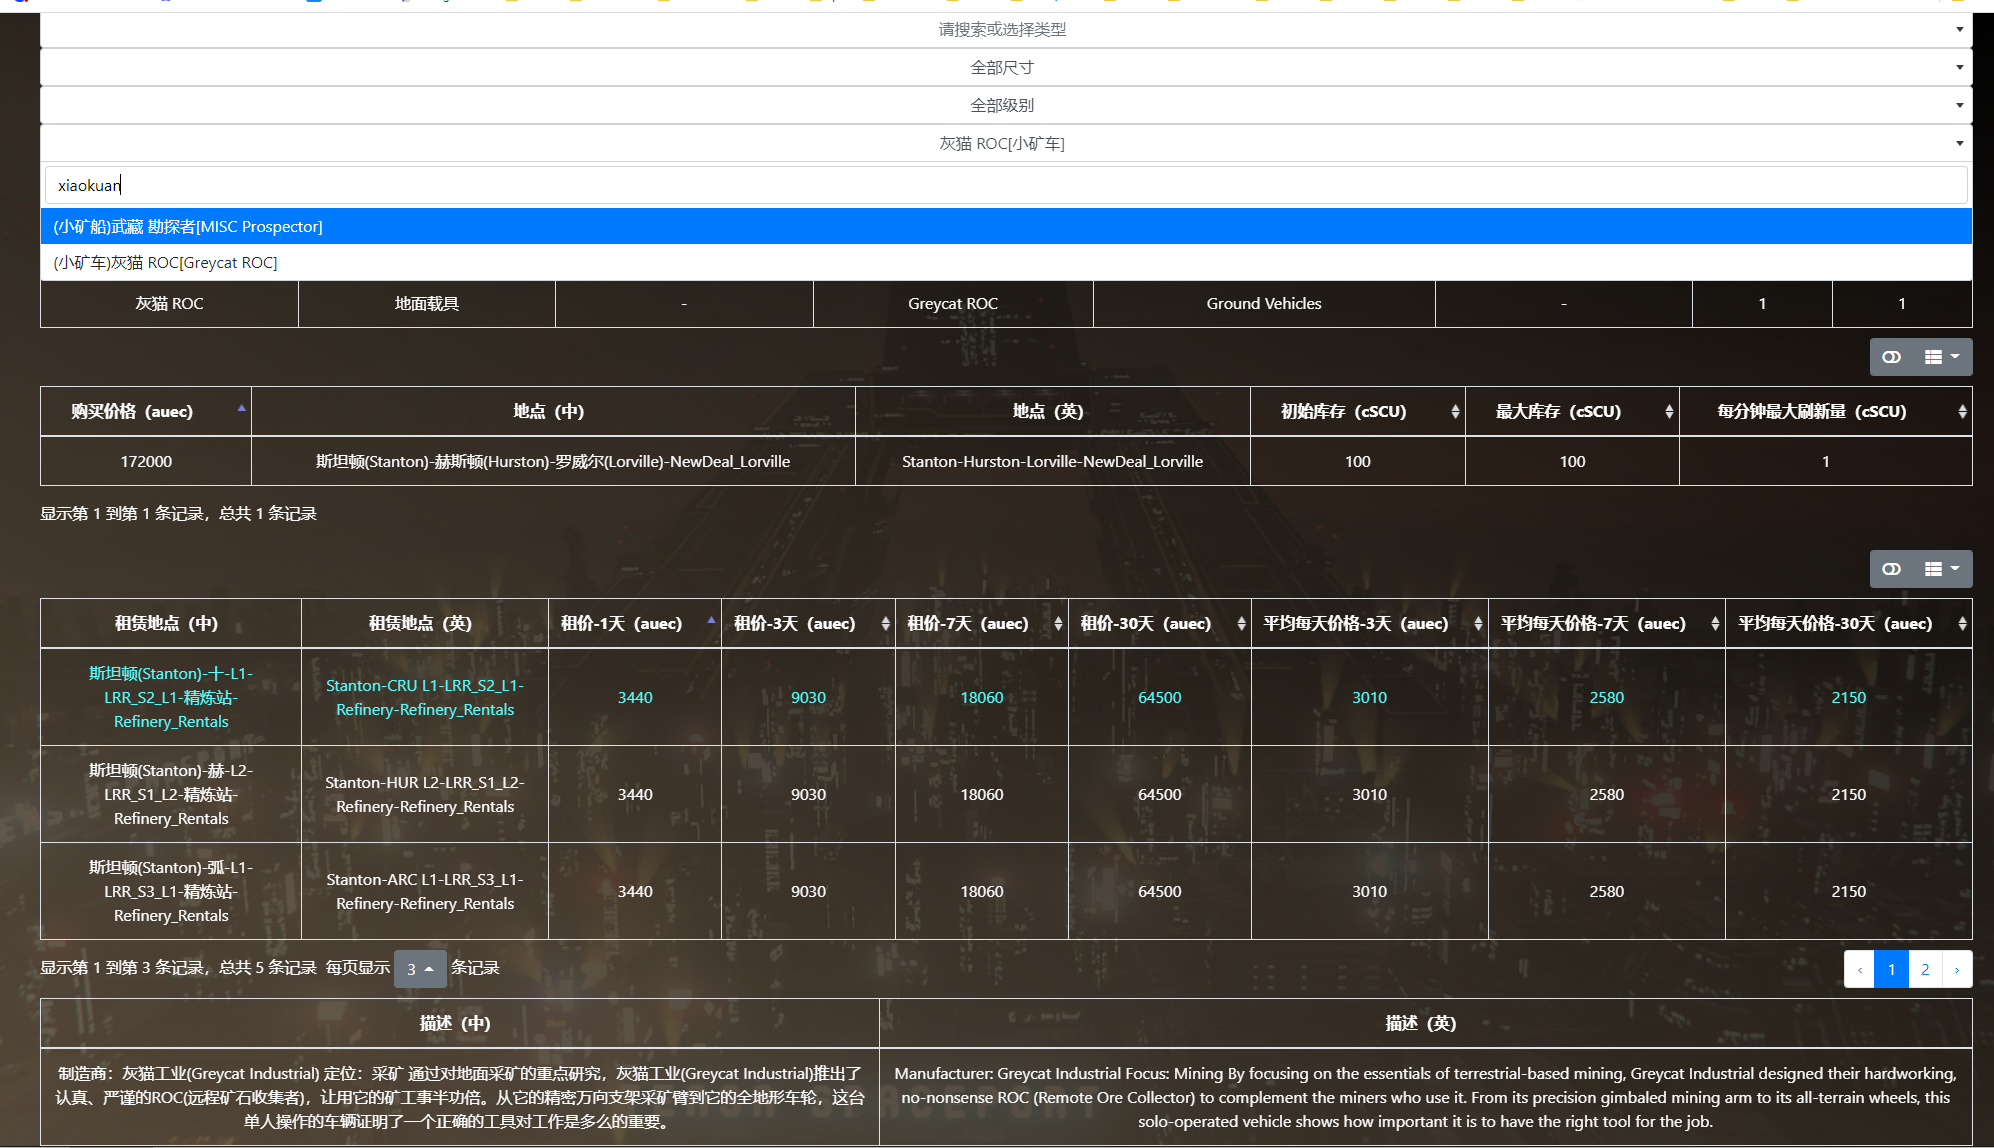 请搜索或选择类型
全部尺寸
全部级别
灰猫 ROC[小矿车]
xiaokuan
(小矿船)武藏 勘探者[MISC Prospector]
(小矿车)灰猫 ROC[Greycat ROC]
灰猫 ROC 地面载具 - Greycat ROC Ground Vehicles - 1 1
购买价格（auec） 地点（中） 地点（英） 初始库存（cSCU） 最大库存（cSCU） 每分钟最大刷新量（cSCU）
172000 斯坦顿(Stanton)-赫斯顿(Hurston)-罗威尔(Lorville)-NewDeal_Lorville Stanton-Hurston-Lorville-NewDeal_Lorville 100 100 1
显示第 1 到第 1 条记录，总共 1 条记录
租赁地点（中） 租赁地点（英） 租价-1天（auec） 租价-3天（auec） 租价-7天（auec） 租价-30天（auec） 平均每天价格-3天（auec） 平均每天价格-7天（auec） 平均每天价格-30天（auec）
斯坦顿(Stanton)-十-L1-
LRR_S2_L1-精炼站-
Refinery_Rentals
Stanton-CRU L1-LRR_S2_L1-
Refinery-Refinery_Rentals
3440 9030 18060 64500 3010 2580 2150
斯坦顿(Stanton)-赫-L2-
LRR_S1_L2-精炼站-
Refinery_Rentals
Stanton-HUR L2-LRR_S1_L2-
Refinery-Refinery_Rentals
3440 9030 18060 64500 3010 2580 2150
斯坦顿(Stanton)-弧-L1-
LRR_S3_L1-精炼站-
Refinery_Rentals
Stanton-ARC L1-LRR_S3_L1-
Refinery-Refinery_Rentals
3440 9030 18060 64500 3010 2580 2150
显示第 1 到第 3 条记录，总共 5 条记录 每页显示 3 条记录
‹ 1 2 ›
描述（中） 描述（英）
制造商：灰猫工业(Greycat Industrial) 定位：采矿 通过对地面采矿的重点研究，灰猫工业(Greycat Industrial)推出了
认真、严谨的ROC(远程矿石收集者)，让用它的矿工事半功倍。从它的精密万向支架采矿臂到它的全地形车轮，这台
单人操作的车辆证明了一个正确的工具对工作是多么的重要。
Manufacturer: Greycat Industrial Focus: Mining By focusing on the essentials of terrestrial-based mining, Greycat Industrial designed their hardworking,
no-nonsense ROC (Remote Ore Collector) to complement the miners who use it. From its precision gimbaled mining arm to its all-terrain wheels, this
solo-operated vehicle shows how important it is to have the right tool for the job.